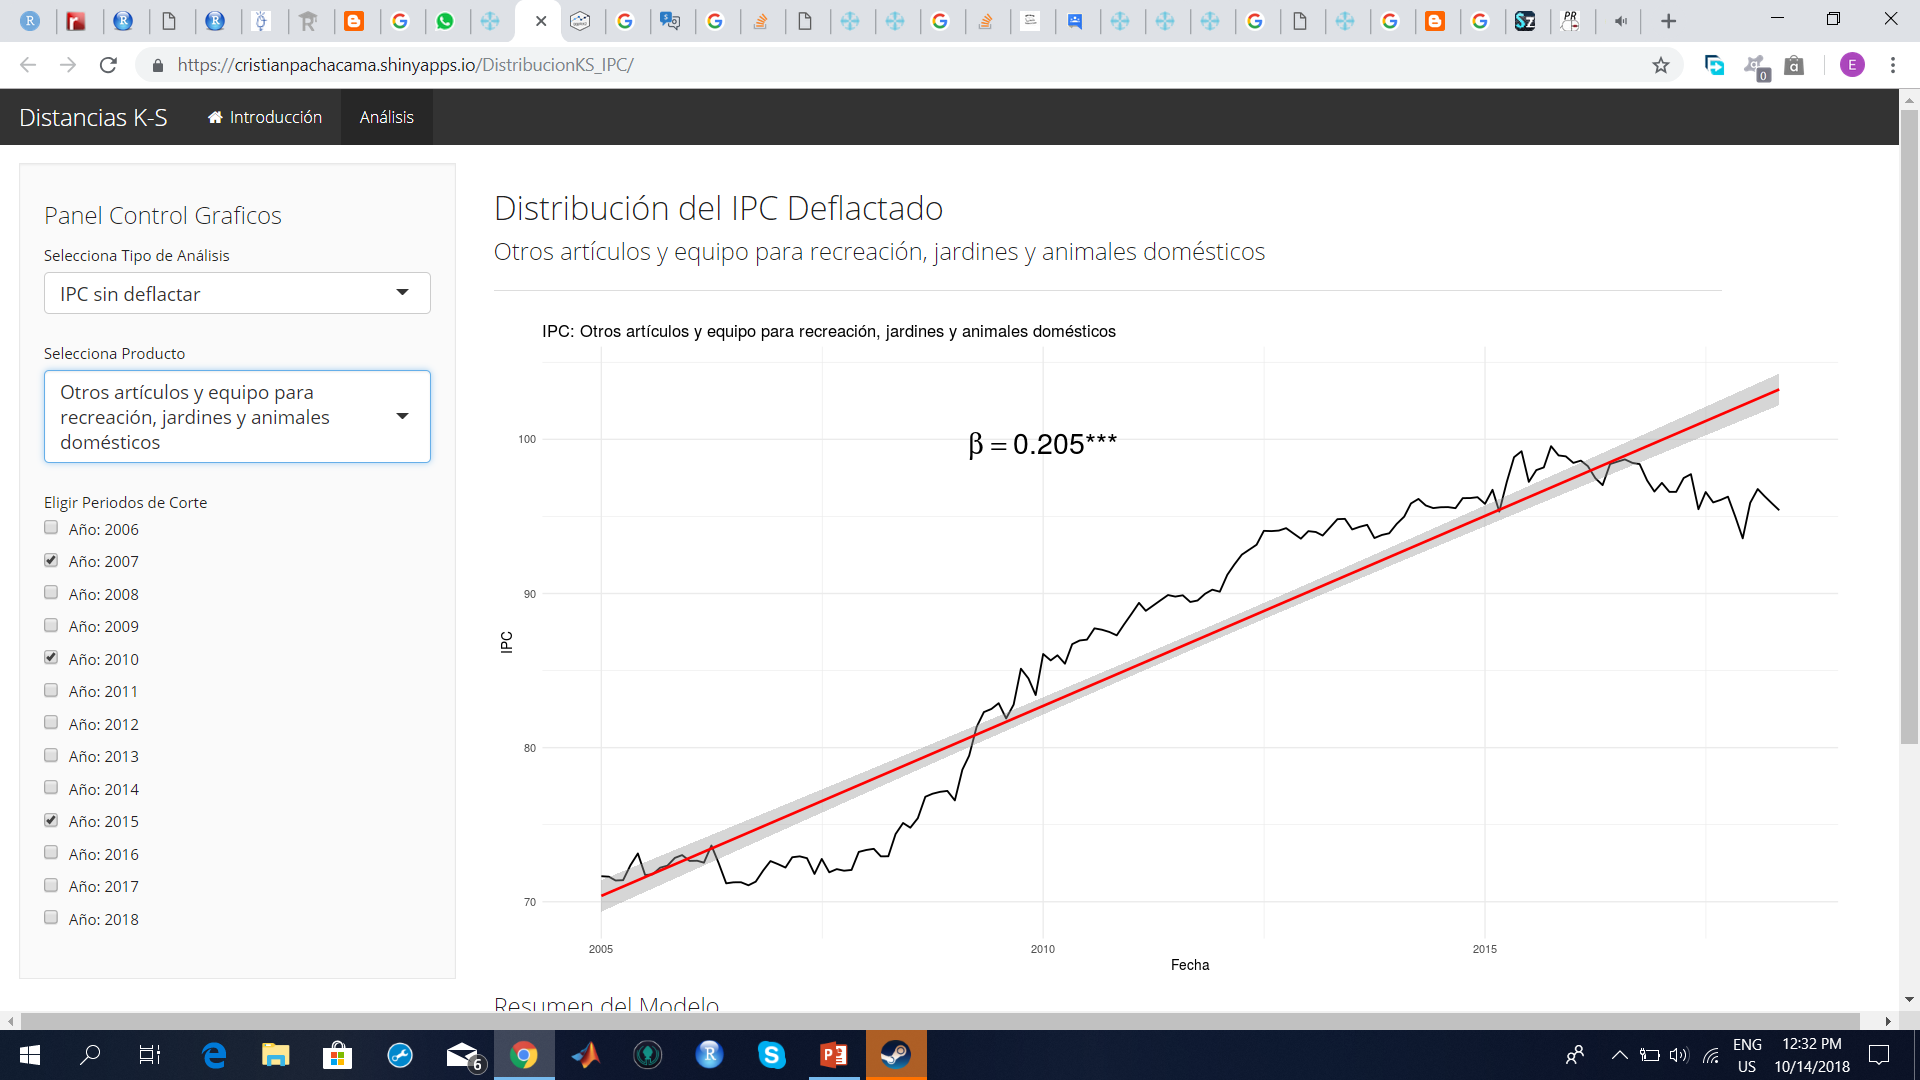 https://cristianpachacama.shinyapps.io/DistribucionKS_IPC/
0
E
Distancias K-S
Introducción
Análisis
Panel Control Graficos
Selecciona Tipo de Análisis
IPC sin deflactar
Selecciona Producto
Otros artículos y equipo para
recreación, jardines y animales
domésticos
Eligir Periodos de Corte
Año: 2006
Año: 2007
Año: 2008
Año: 2009
Año: 2010
Año: 2011
Año: 2012
Año: 2013
Año: 2014
Año: 2015
Año: 2016
Año: 2017
Año: 2018
Distribución del IPC Deflactado
Otros artículos y equipo para recreación, jardines y animales domésticos
IPC: Otros artículos y equipo para recreación, jardines y animales domésticos
β = 0.205***
100
90
80
70
IPC
2005
2010
2015
Fecha
Resumen del Modelo
6
ENG
US
12:32 PM
10/14/2018